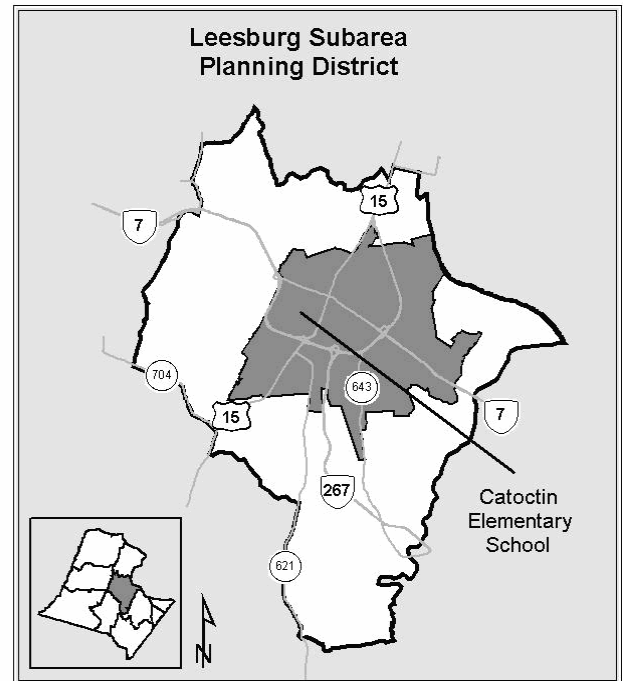 Leesburg Subarea
Planning District
15
7
704
643
15
7
267
Catoctin
Elementary
School
621
N